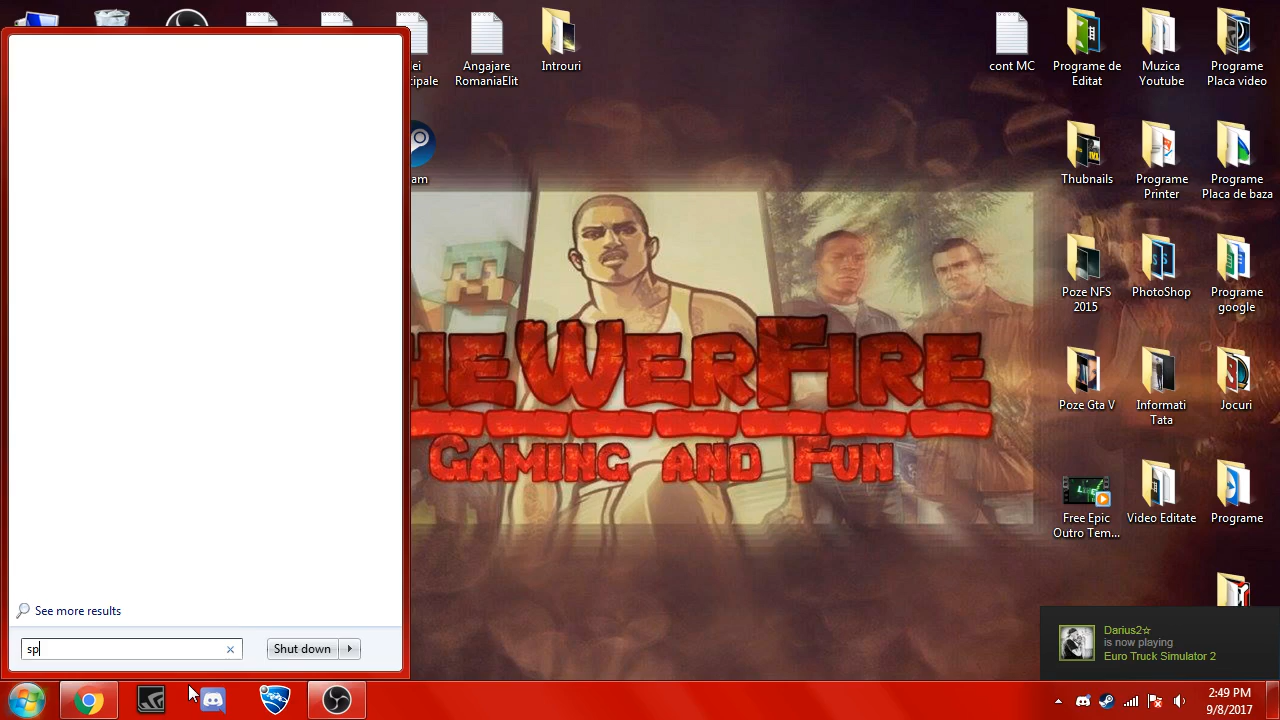 ei
cipale
Angajare
RomaniaElit
Introuri
cont MC
Programe de
Editat
Muzica
Youtube
Programe
Placa video
am
Thubnails
Programe
Printer
Programe
Placa de baza
Poze NFS
2015
PhotoShop
Programe
google
HEWERFIRE
GAMING AND FUN
Poze Gta V
Informati
Tata
Jocuri
Free Epic
Outro Tem...
Video Editate
Programe
See more results
sp
Shut down
Darius2☆
is now playing
Euro Truck Simulator 2
2:49 PM
9/8/2017